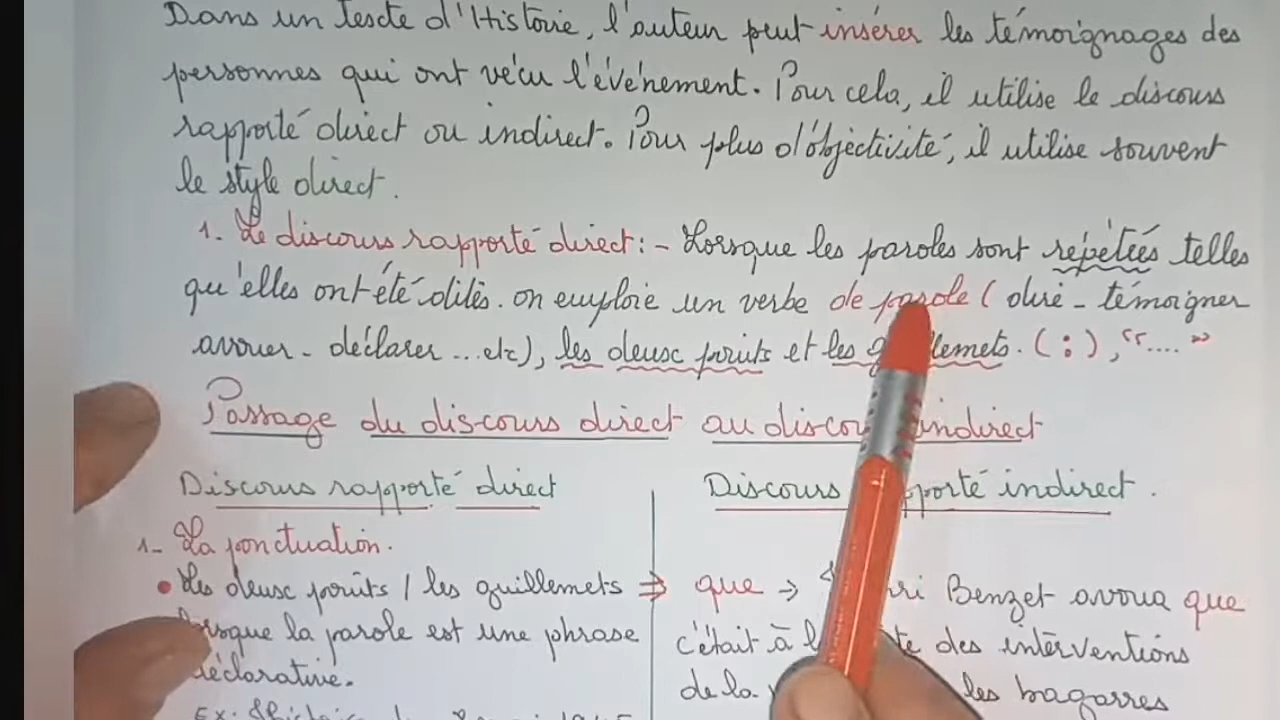 Dans un texte d'Histoire, l'auteur peut insérer les témoignages des
personnes qui ont vécu l'événement. Pour cela, il utilise le discours
rapporté direct ou indirect. Pour plus d'objectivité, il utilise souvent
le style direct.
1. Le discours rapporté direct: - Lorsque les paroles sont répétées telles
qu'elles ont été dites. on emploie un verbe de parole ( dire - témoigner
avouer - déclarer ... etc), les deux points et les guillemets. ( : ) , " .... "
Passage du discours direct au discours indirect
Discours rapporté direct
Discours rapporté indirect.
1- La ponctuation.
• Les deux points / les guillemets ⇒ que → Benzet avoua que
lorsque la parole est une phrase
c'était à des interventions
déclarative.
de la les bagarres